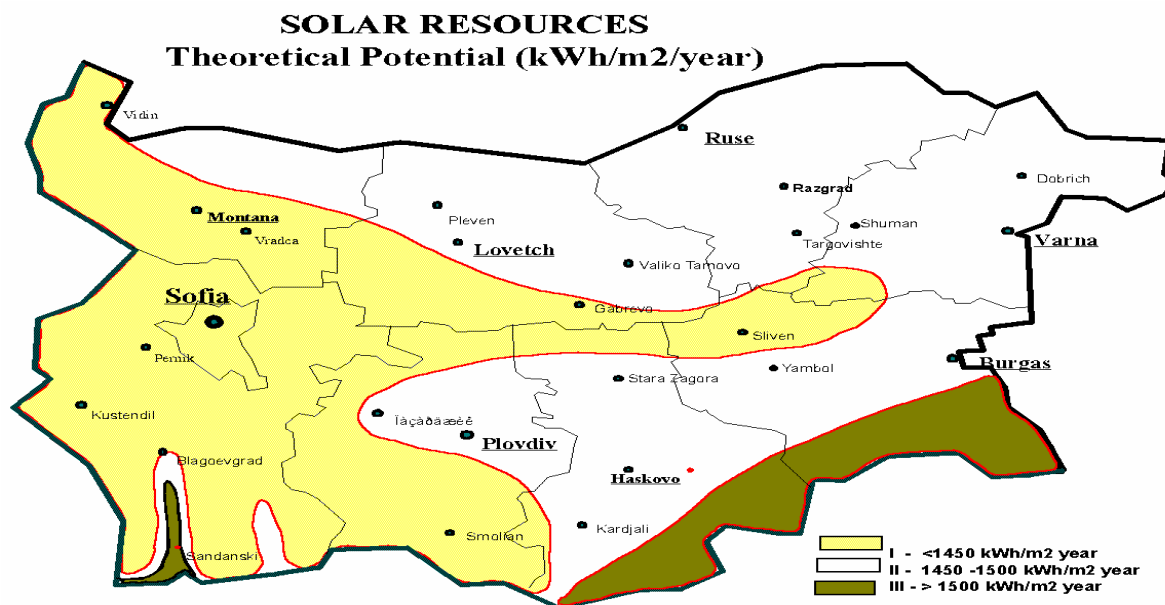 SOLAR RESOURCES
Theoretical Potential (kWh/m2/year)
Vidin
Ruse
Razgrad
Dobrich
Montana
Pleven
Vradca
Shuman
Lovetch
Targovishte
Varna
Valiko Tarnovo
Sofia
Gabrevo
Sliven
Pernik
Burgas
Yambol
Stara Zagora
Kustendil
Ïàçàðäæèê
Plovdiv
Blagoevgrad
Haskovo
Kardjali
Smolian
Sandanski
I - <1450 kWh/m2 year
II - 1450 -1500 kWh/m2 year
III - > 1500 kWh/m2 year